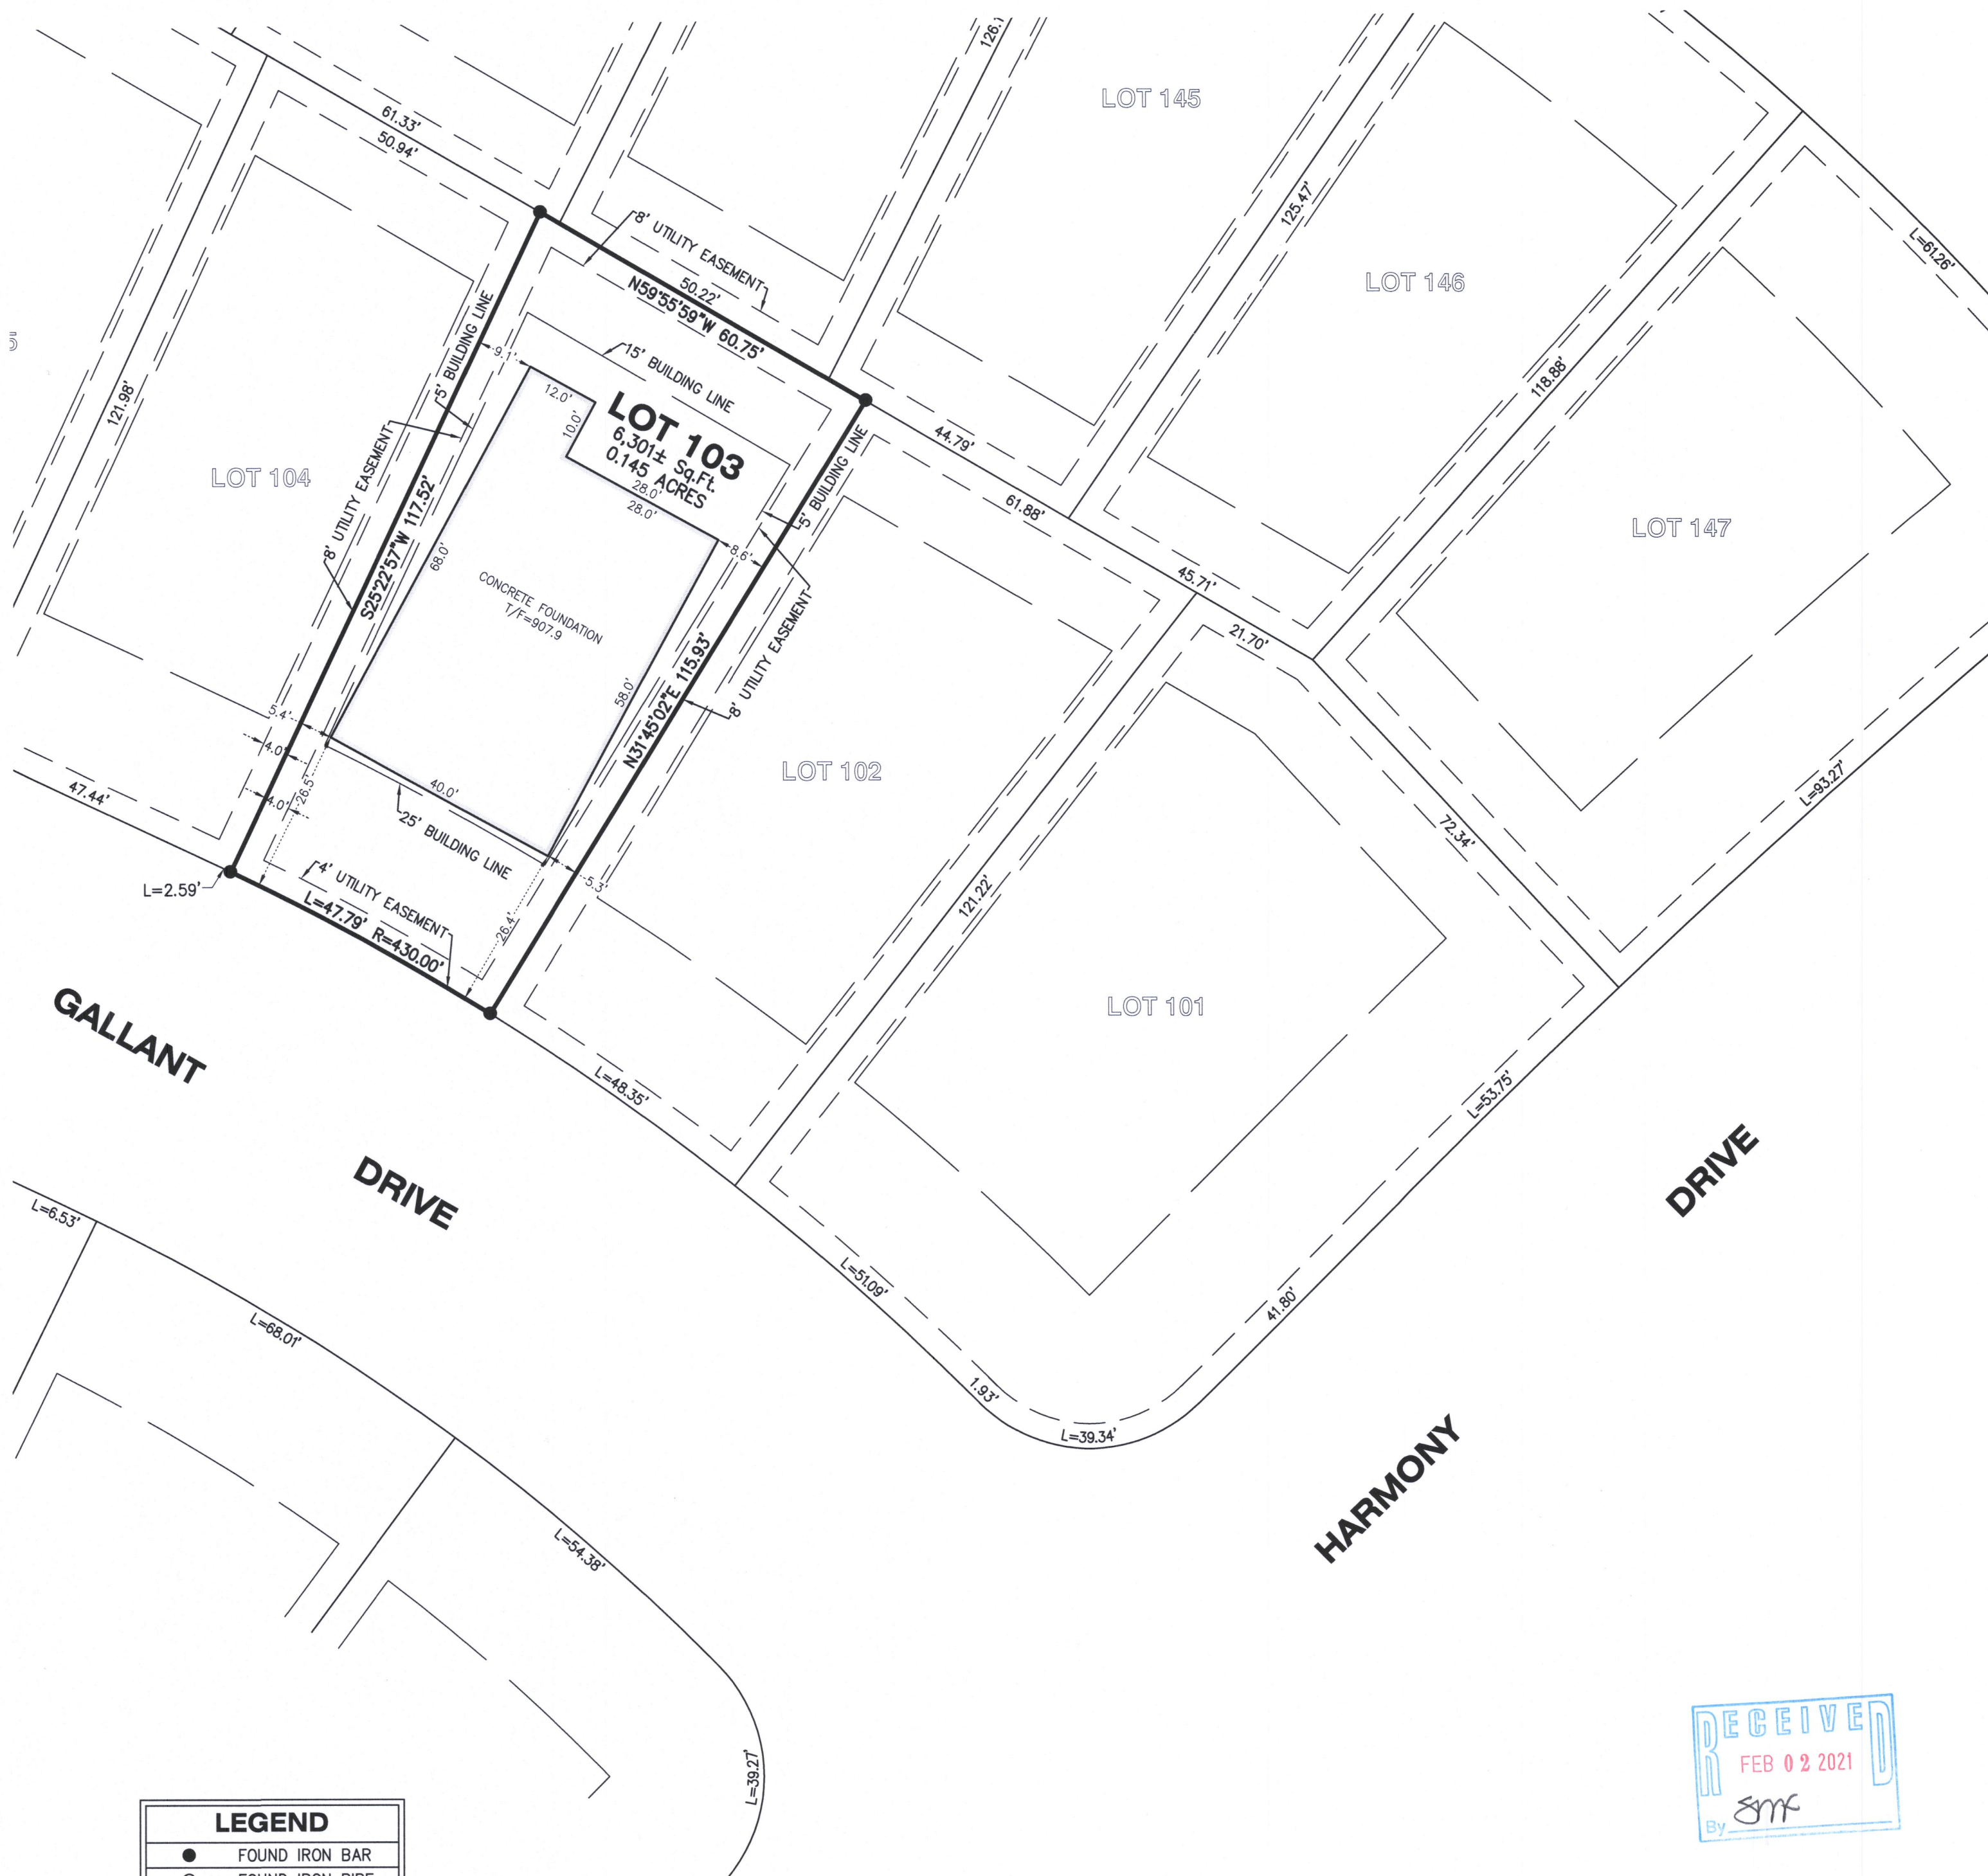 126.1
LOT 145
61.33'
50.94'
L=61.26'
125.47'
8' UTILITY EASEMENT
50.22'
N59°55'59"W 60.75'
LOT 146
5' BUILDING LINE
9.1'
15' BUILDING LINE
12.0'
10.0'
LOT 103
6,301± Sq.Ft.
0.145 ACRES
28.0'
28.0'
121.98'
118.88'
44.79'
5' BUILDING LINE
LOT 104
8' UTILITY EASEMENT
S25°22'57"W 117.52'
61.88'
LOT 147
68.0'
8.6'
45.71'
CONCRETE FOUNDATION
T/F=907.9
21.70'
8' UTILITY EASEMENT
N31°45'02"E 115.93'
58.0'
5.4'
4.0'
LOT 102
47.44'
26.5'
4.0'
40.0'
25' BUILDING LINE
L=93.27'
72.34'
L=2.59'
4' UTILITY EASEMENT
5.3'
121.22'
L=47.79' R=430.00'
26.4'
LOT 101
GALLANT
DRIVE
L=48.35'
L=53.75'
DRIVE
L=6.53'
L=51.09'
41.80'
L=68.01'
1.93'
L=39.34'
HARMONY
L=54.38'
L=39.27'
RECEIVED
FEB 02 2021
By
LEGEND
FOUND IRON BAR
FOUND IRON PIPE